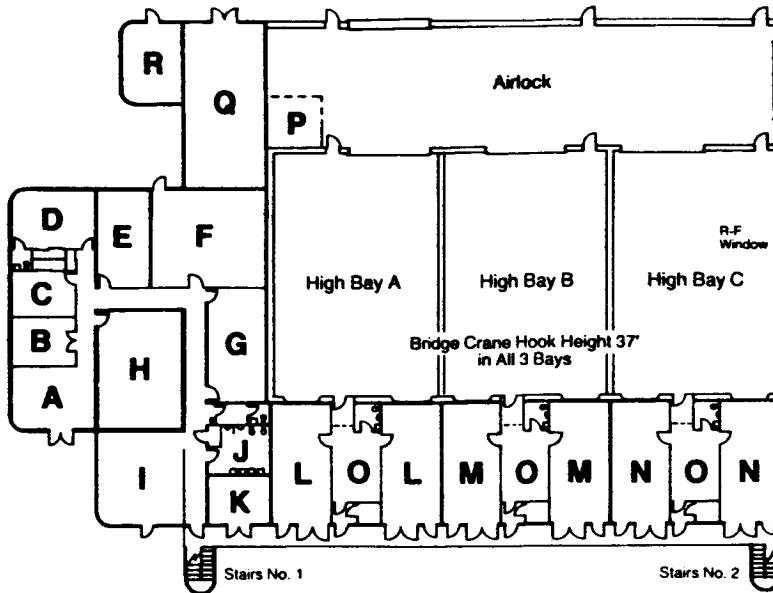 R
Q
Airlock
P
D
E
F
R-F
Window
C
High Bay A
High Bay B
High Bay C
B
G
H
Bridge Crane Hook Height 37'
in All 3 Bays
A
J
I
L O L M O M N O N
K
Stairs No. 1
Stairs No. 2